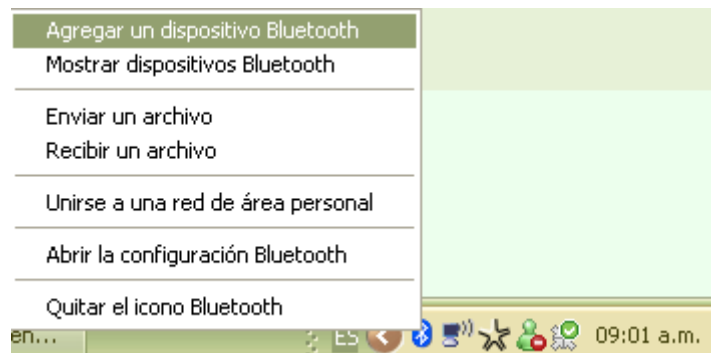 Agregar un dispositivo Bluetooth
Mostrar dispositivos Bluetooth
Enviar un archivo
Recibir un archivo
Unirse a una red de área personal
Abrir la configuración Bluetooth
Quitar el icono Bluetooth
en...
ES
09:01 a.m.